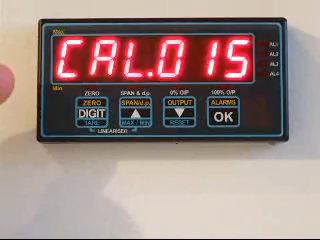 Max.
CAL.015
AL1
AL2
AL3
AL4
Min.
ZERO SPAN & d.p. 0% O/P 100% O/P
ZERO SPAN/d.p. OUTPUT ALARMS
DIGIT OK
TARE MAX / MIN RESET
LINEARISER